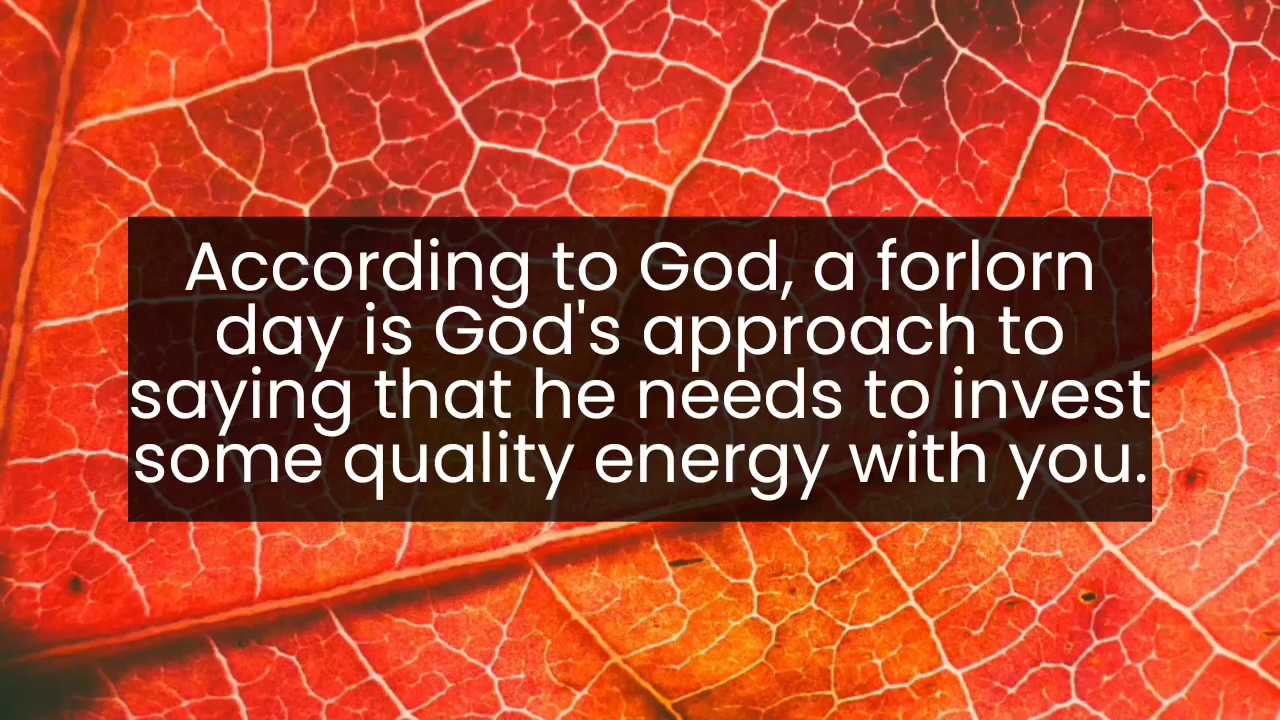 According to God, a forlorn
day is God's approach to
saying that he needs to invest
some quality energy with you.